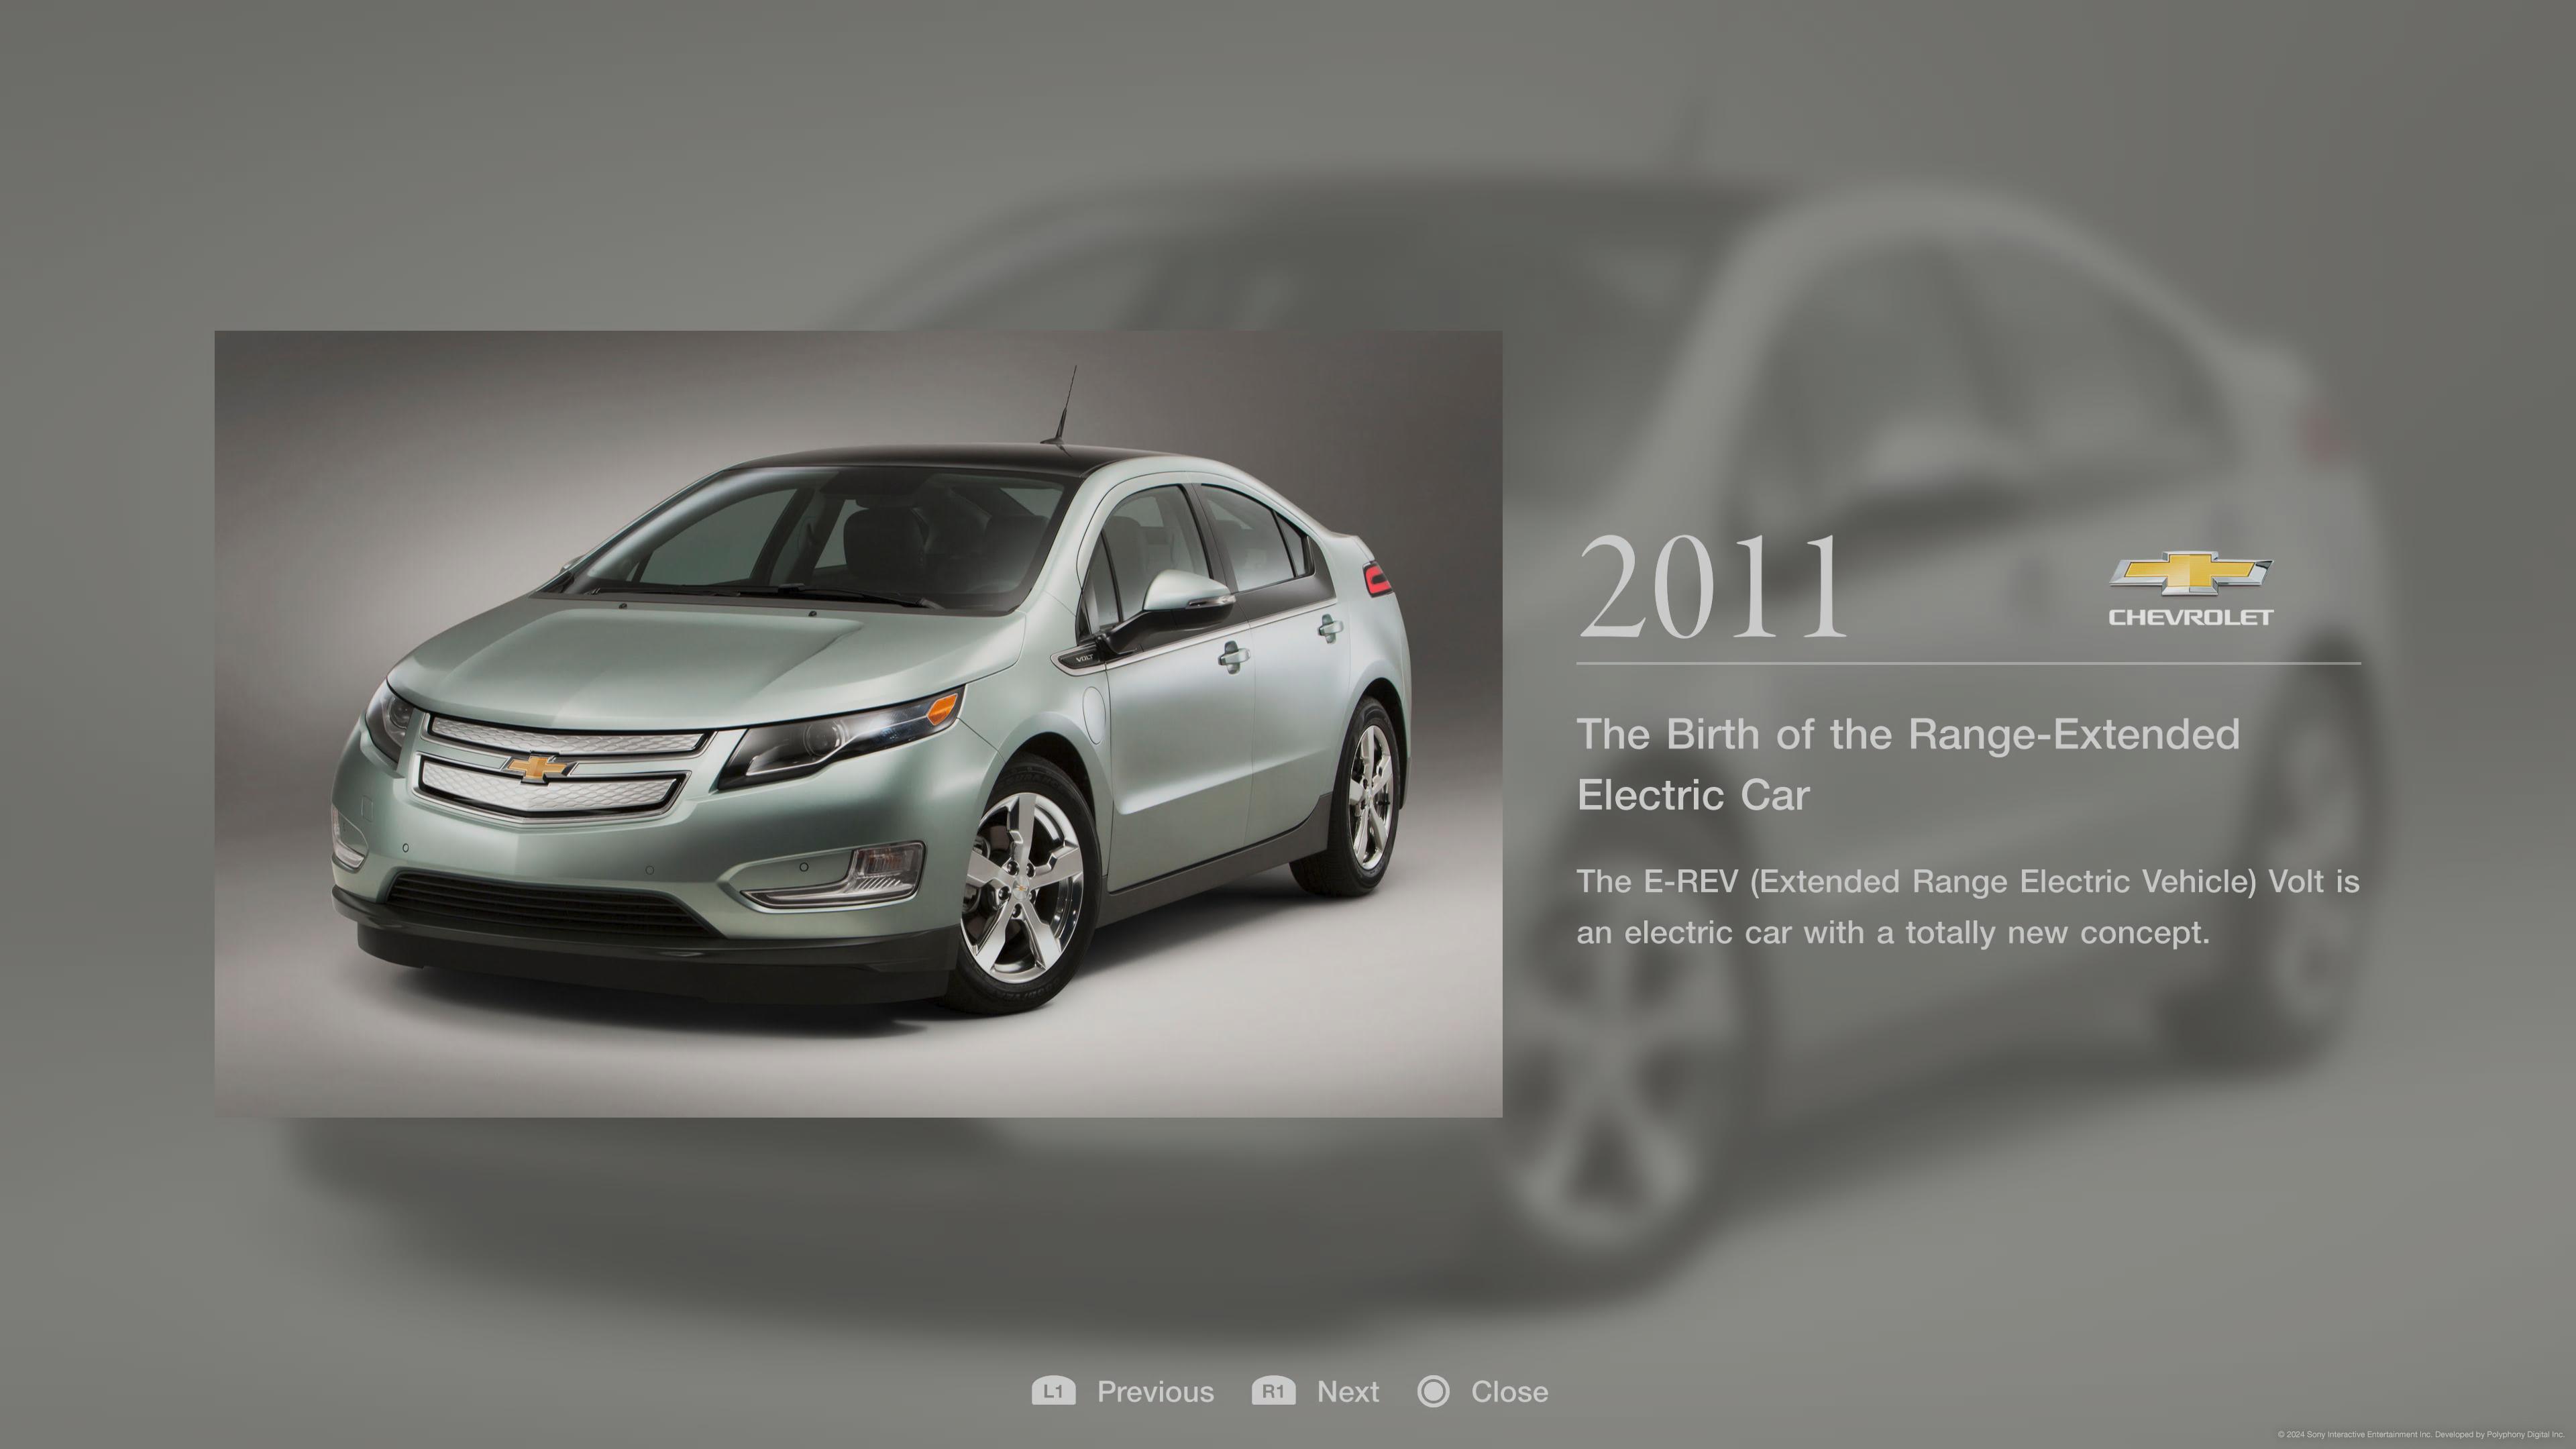 VOLT
2011
CHEVROLET
The Birth of the Range-Extended
Electric Car
The E-REV (Extended Range Electric Vehicle) Volt is
an electric car with a totally new concept.
L1 Previous R1 Next Close
© 2024 Sony Interactive Entertainment Inc. Developed by Polyphony Digital Inc.